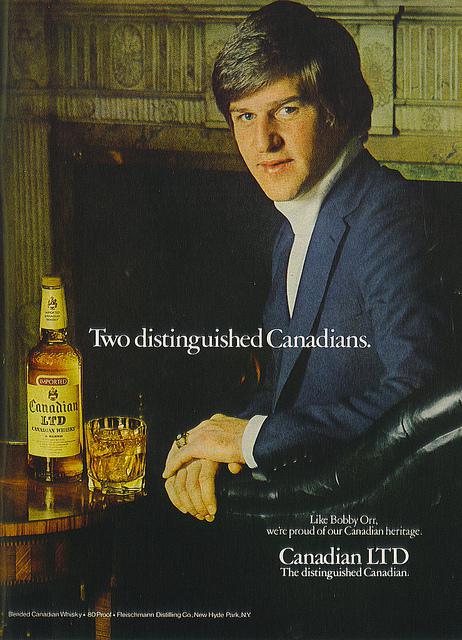 Two distinguished Canadians.
IMPORTED
Canadian
LTD
CANADIAN WHISKY
Like Bobby Orr,
we're proud of our Canadian heritage.
Canadian LTD
The distinguished Canadian.
Blended Canadian Whisky • 80 Proof • Fleischmann Distilling Co., New Hyde Park, N.Y.